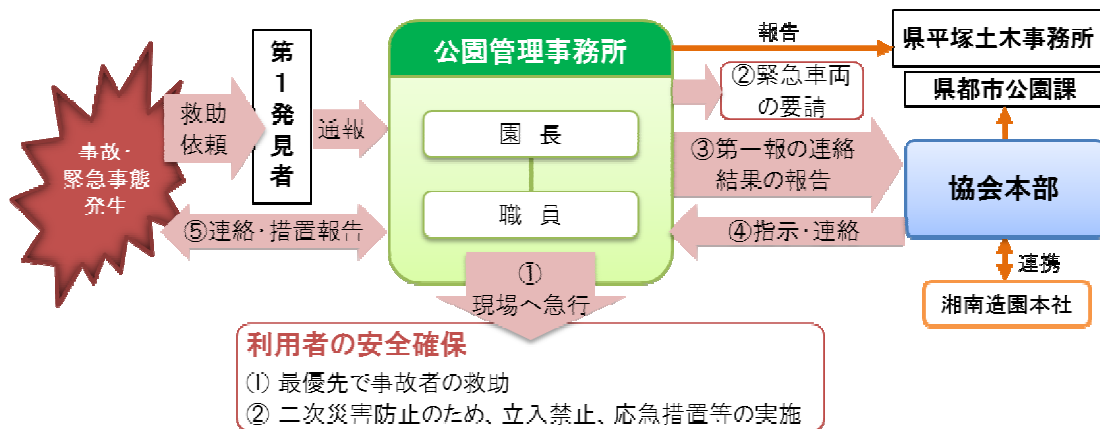 事故・
緊急事態
発生
救助
依頼
第1発見者
通報
公園管理事務所
園 長
職 員
報告
県平塚土木事務所
②緊急車両
の要請
県都市公園課
③第一報の連絡
結果の報告
協会本部
④指示・連絡
⑤連絡・措置報告
連携
湘南造園本社
①
現場へ急行
利用者の安全確保
① 最優先で事故者の救助
② 二次災害防止のため、立入禁止、応急措置等の実施